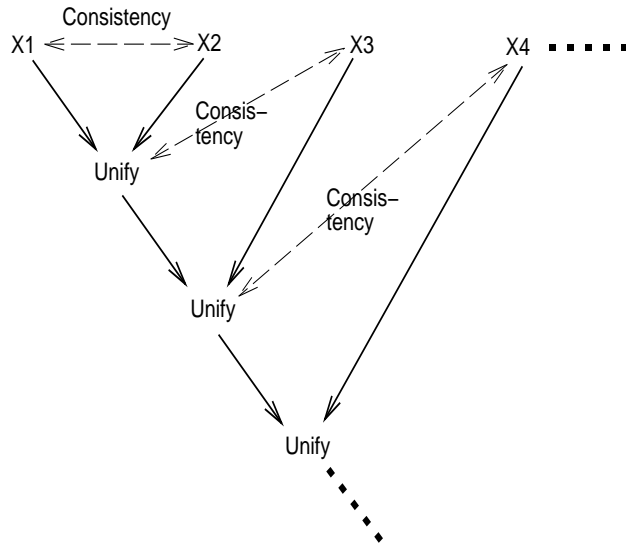 Consistency
X1 X2 X3 X4
Consis–
tency
Unify
Consis–
tency
Unify
Unify